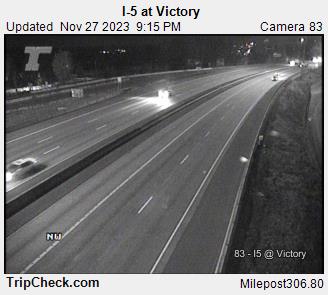 I-5 at Victory
Updated Nov 27 2023 9:15 PM Camera 83
T
NW
83 - I5 @ Victory
TripCheck.com Milepost306.80